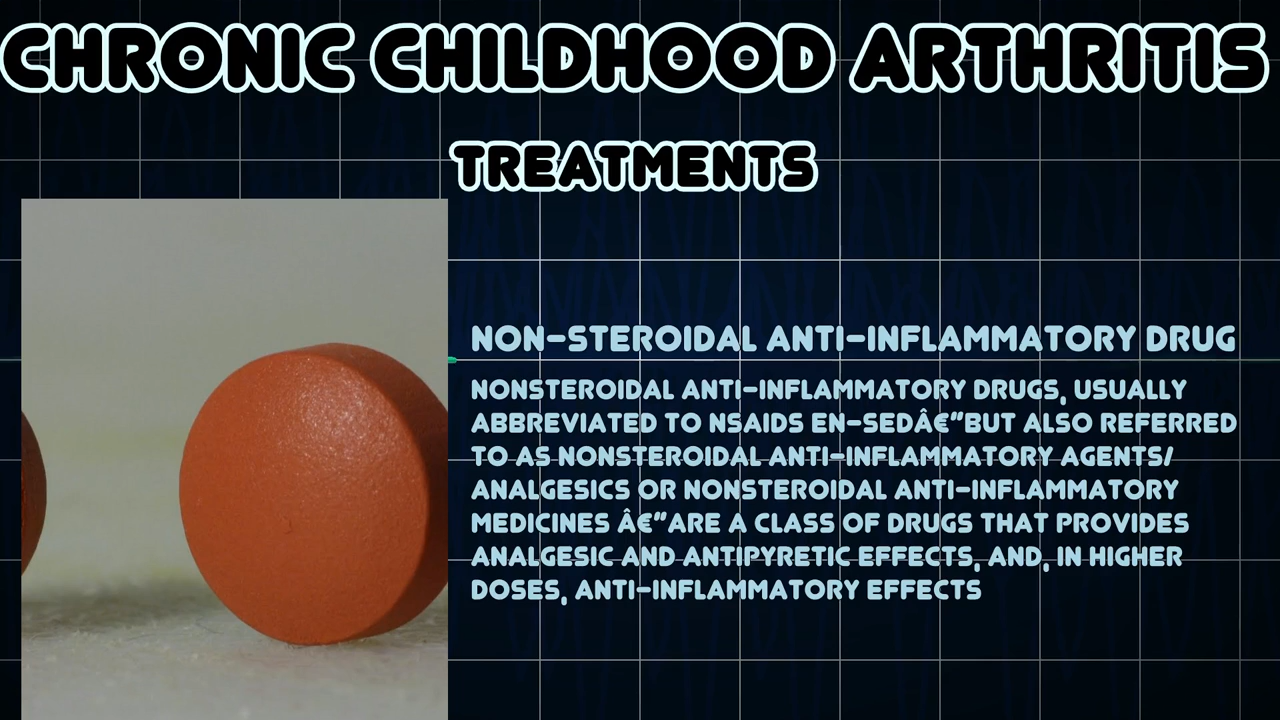 CHRONIC CHILDHOOD ARTHRITIS
TREATMENTS
NON-STEROIDAL ANTI-INFLAMMATORY DRUG
NONSTEROIDAL ANTI-INFLAMMATORY DRUGS, USUALLY
ABBREVIATED TO NSAIDS EN-SEDÂ€”BUT ALSO REFERRED
TO AS NONSTEROIDAL ANTI-INFLAMMATORY AGENTS/
ANALGESICS OR NONSTEROIDAL ANTI-INFLAMMATORY
MEDICINES Â€”ARE A CLASS OF DRUGS THAT PROVIDES
ANALGESIC AND ANTIPYRETIC EFFECTS, AND, IN HIGHER
DOSES, ANTI-INFLAMMATORY EFFECTS